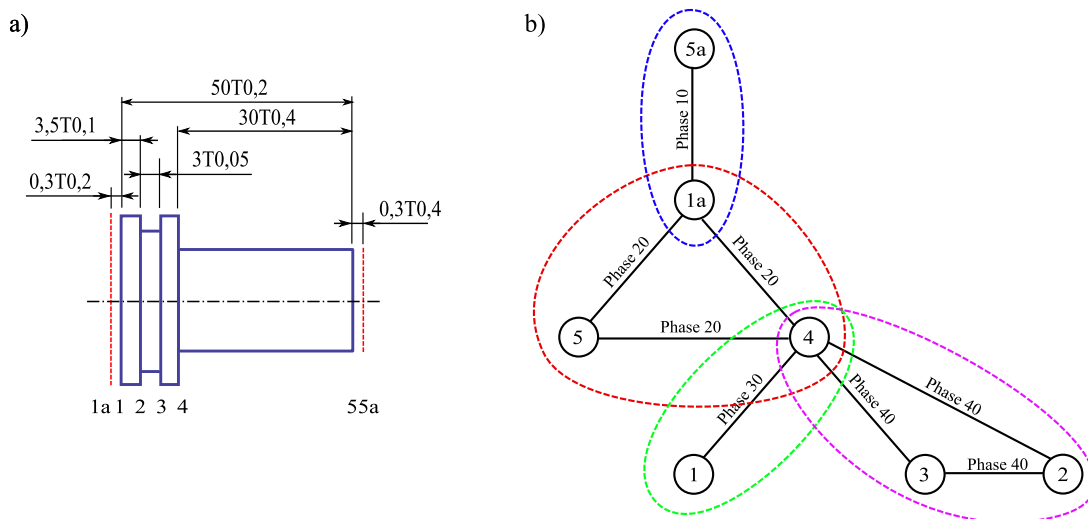 a)
50T0,2
30T0,4
3,5T0,1
3T0,05
0,3T0,2
0,3T0,4
1a 1 2 3 4 55a
b)
5a
Phase 10
1a
Phase 20
Phase 20
5
Phase 20
4
Phase 30
Phase 40
Phase 40
1
3
Phase 40
2